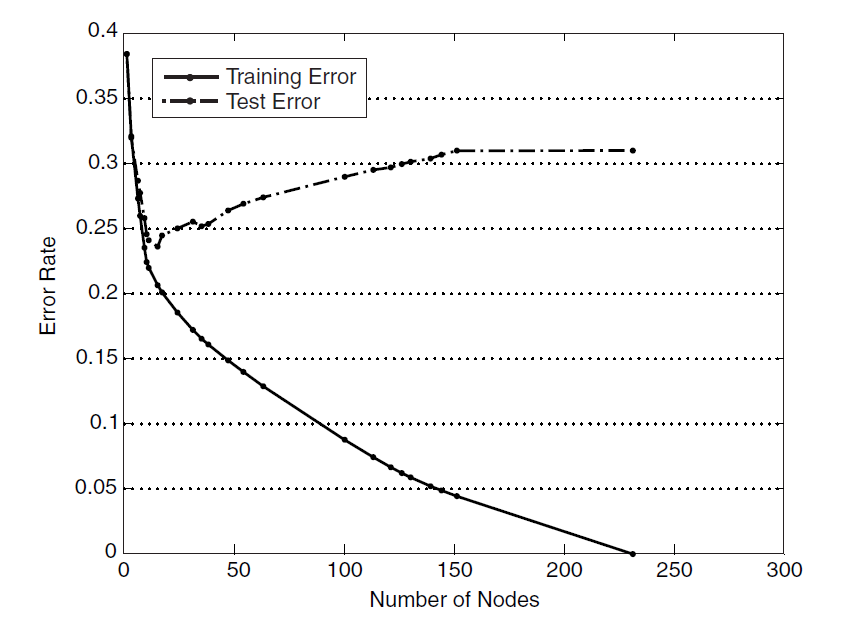 0.4
Training Error
Test Error
0.35
0.3
0.25
0.2
0.15
0.1
0.05
0
Error Rate
0 50 100 150 200 250 300
Number of Nodes